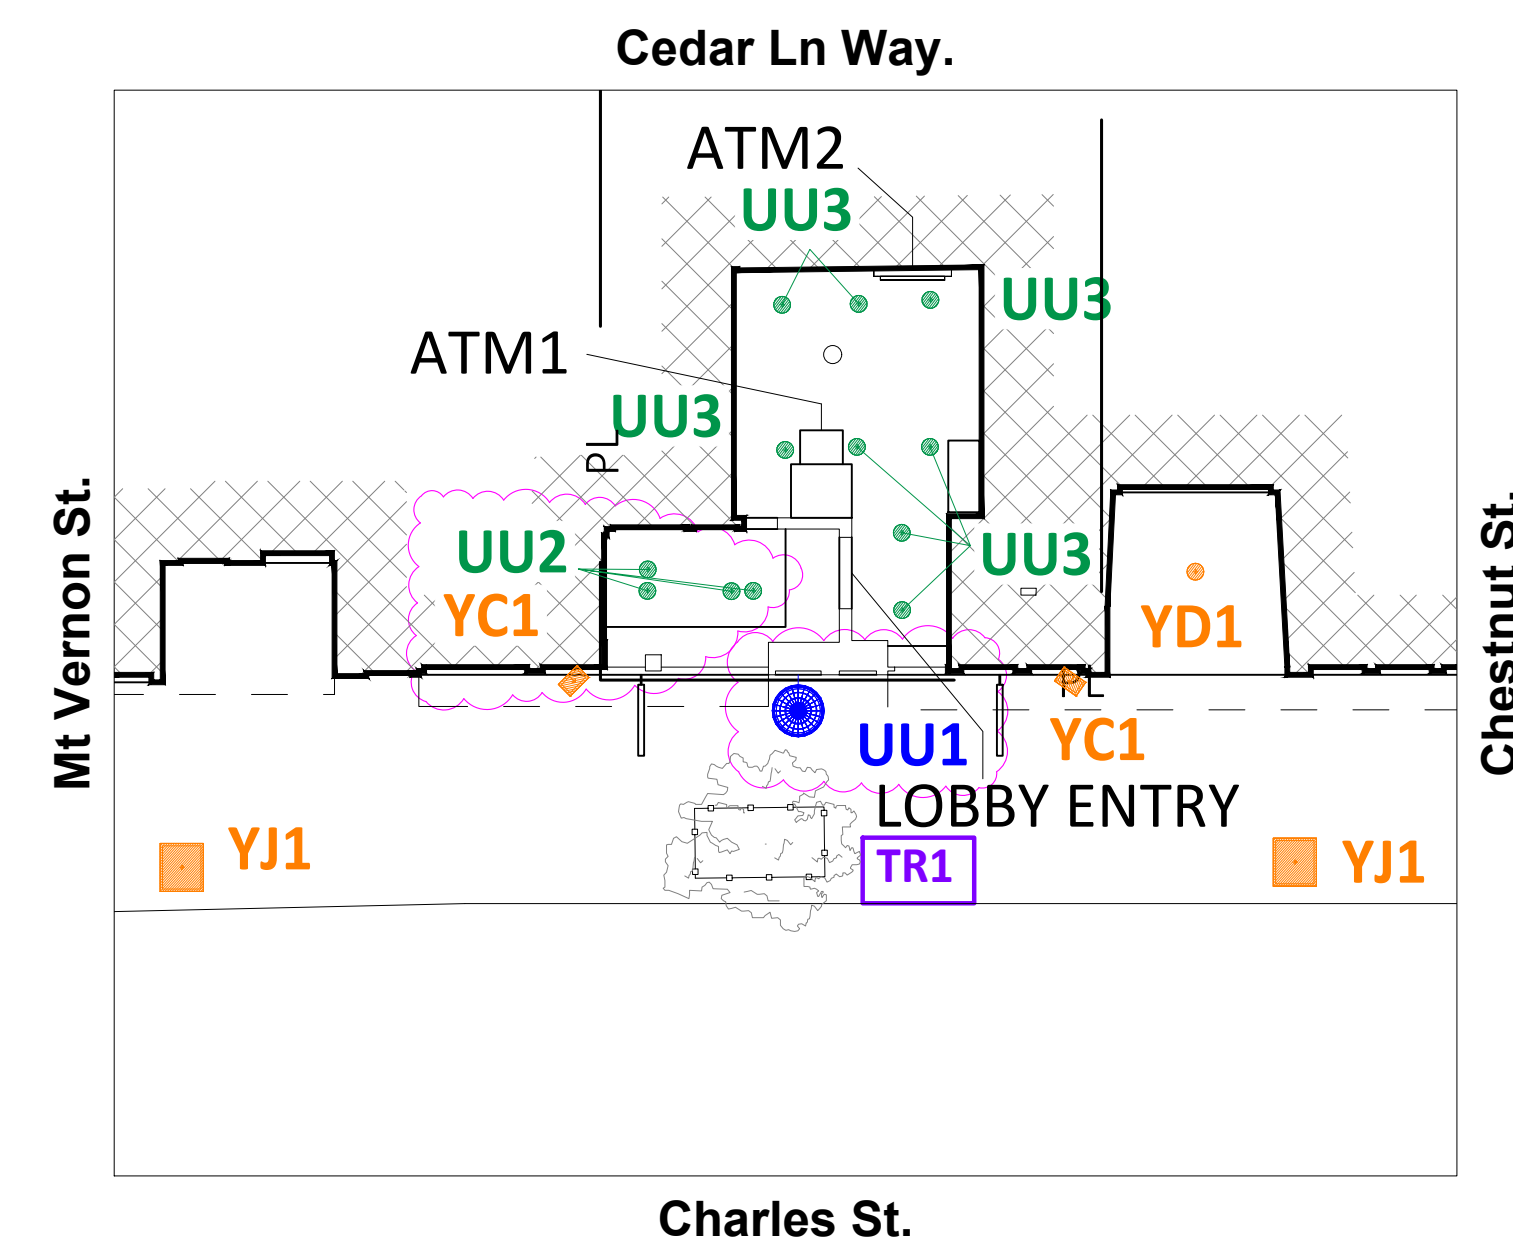 Cedar Ln Way.
ATM2
UU3
UU3
ATM1
UU3
PL
Mt Vernon St.
Chestnut St.
UU2
UU3
YC1
YD1
PL
YC1
UU1
LOBBY ENTRY
YJ1
TR1
YJ1
Charles St.